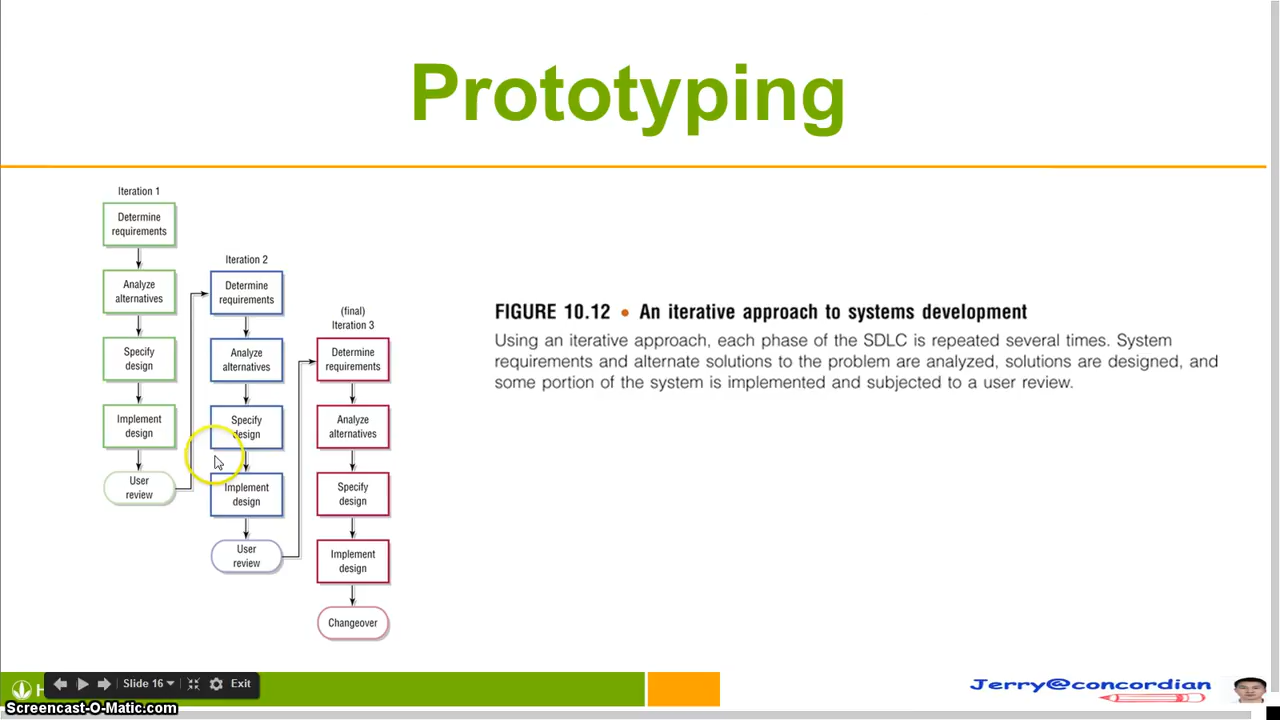 Prototyping
Iteration 1
Determine
requirements
Analyze
alternatives
Specify
design
Implement
design
User
review
Iteration 2
Determine
requirements
Analyze
alternatives
Specify
design
Implement
design
User
review
(final)
Iteration 3
Determine
requirements
Analyze
alternatives
Specify
design
Implement
design
Changeover
FIGURE 10.12 • An iterative approach to systems development
Using an iterative approach, each phase of the SDLC is repeated several times. System
requirements and alternate solutions to the problem are analyzed, solutions are designed, and
some portion of the system is implemented and subjected to a user review.
H
Slide 16
Exit
Jerry@concordian
Screencast-O-Matic.com